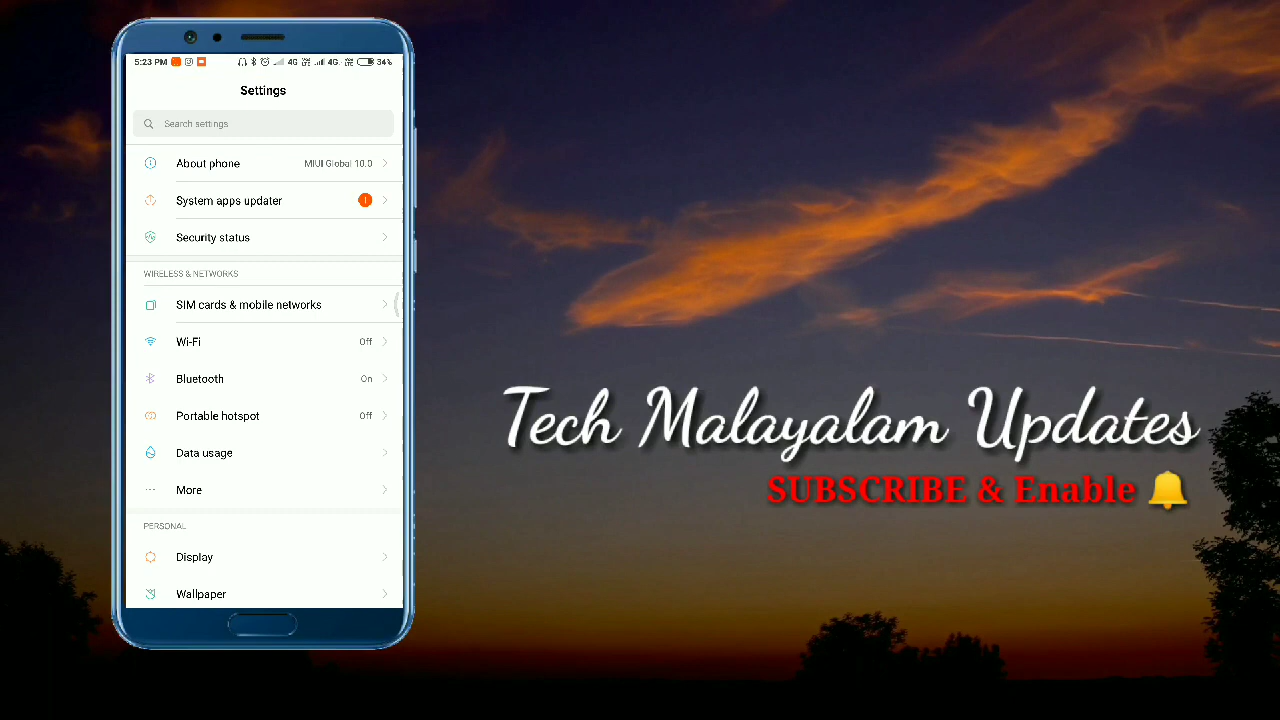 5:23 PM 4G 4G 34%
Settings
Search settings
About phone MIUI Global 10.0
System apps updater
Security status
WIRELESS & NETWORKS
SIM cards & mobile networks
Wi-Fi Off
Bluetooth On
Portable hotspot Off
Data usage
More
PERSONAL
Display
Wallpaper
Tech Malayalam Updates
SUBSCRIBE & Enable